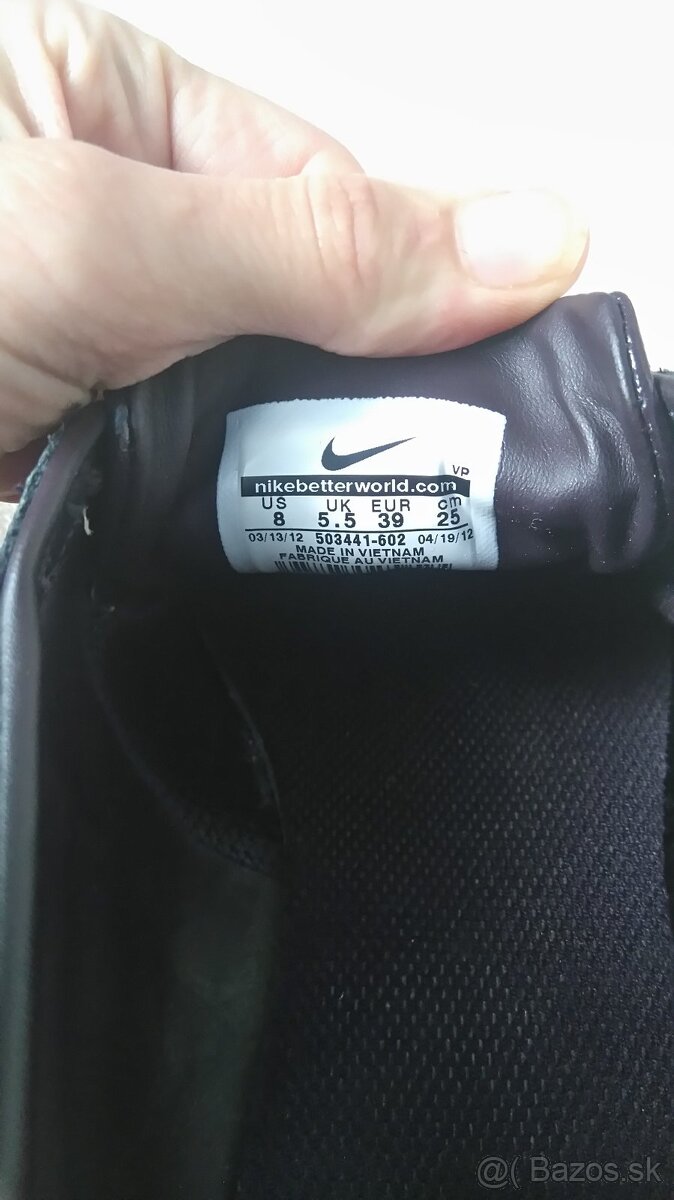 VP
nikebetterworld.com
US UK EUR cm
8 5.5 39 25
03/13/12 503441-602 04/19/12
MADE IN VIETNAM
FABRIQUE AU VIETNAM
@( Bazos.sk